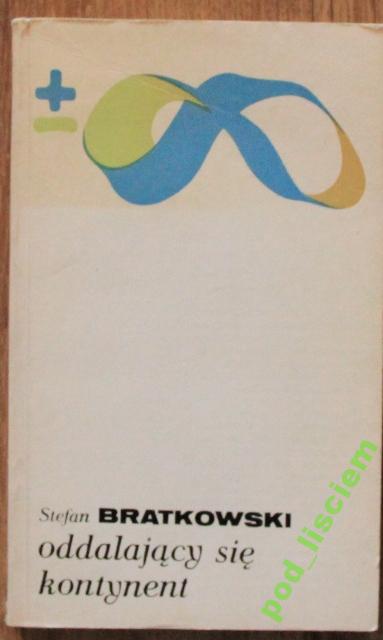 Stefan BRATKOWSKI
oddalający się
kontynent
pod_lisciem